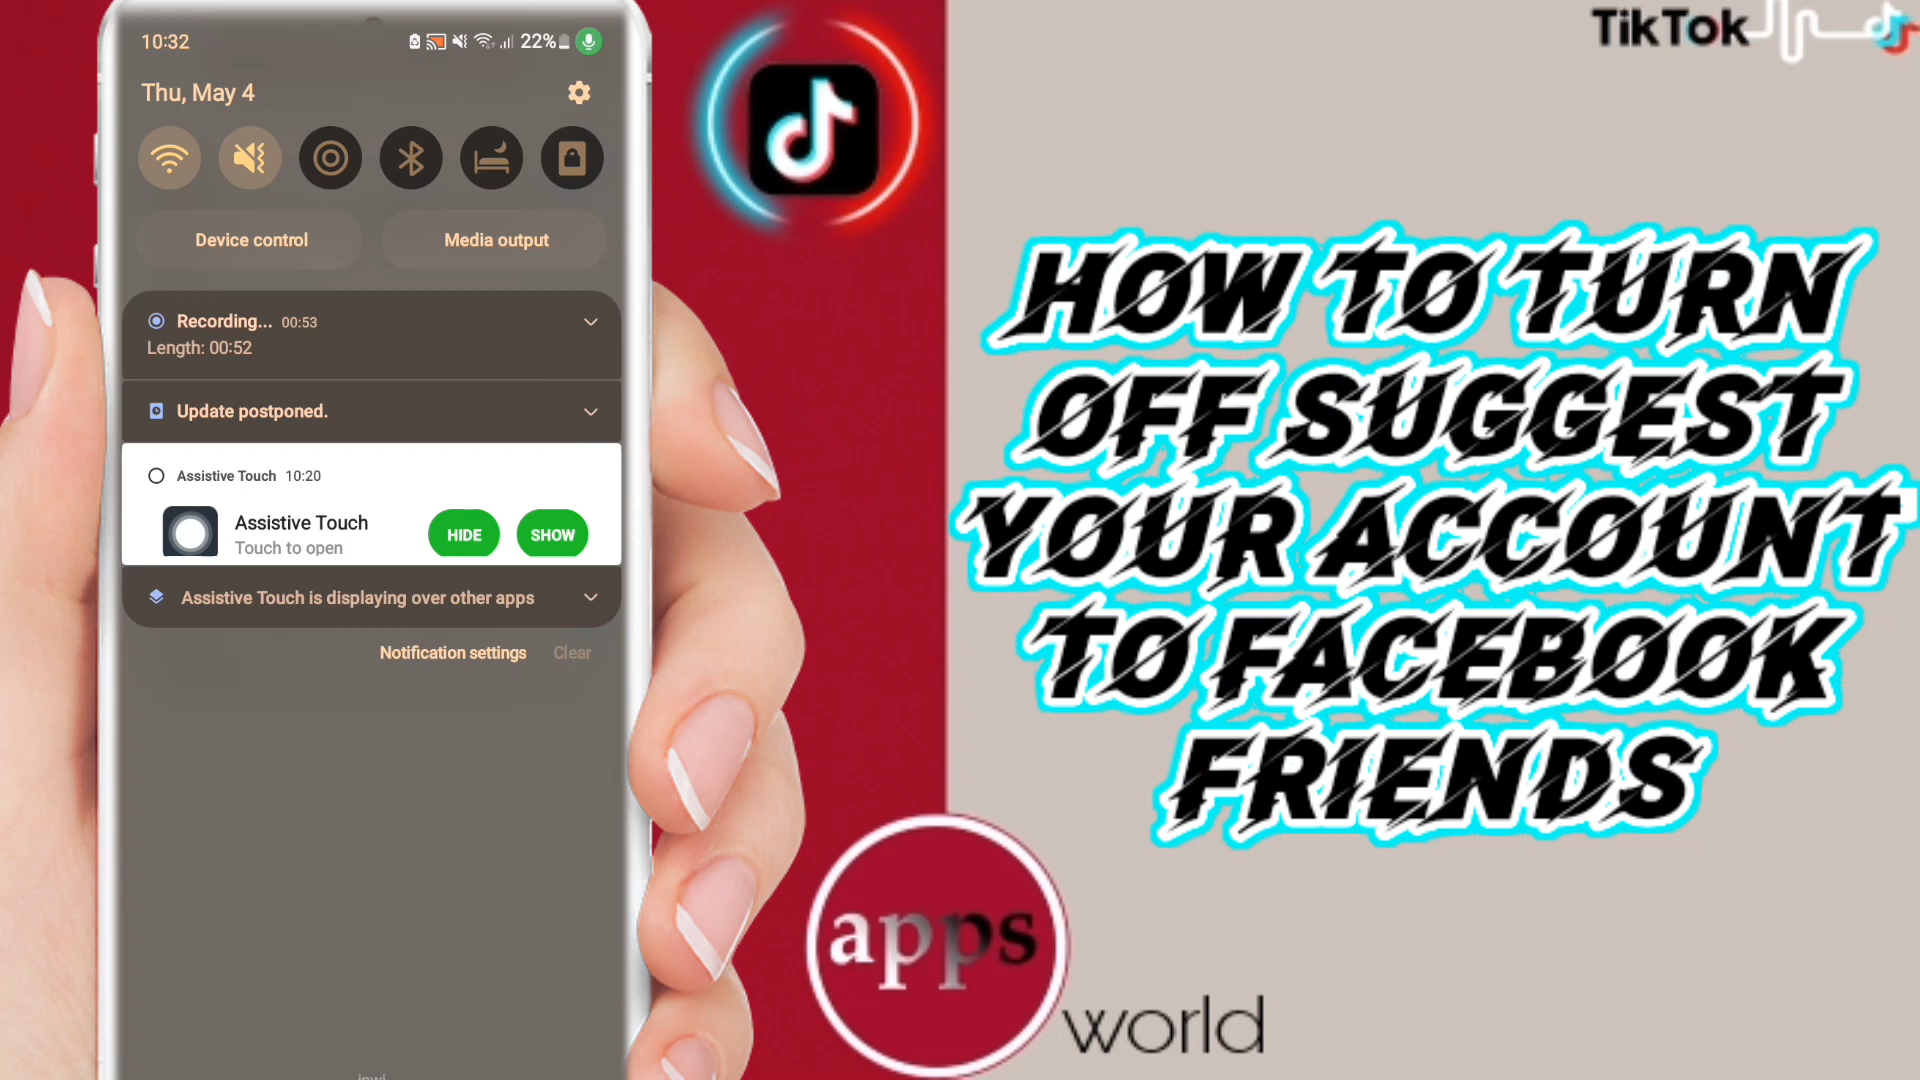 10:32
22%
Thu, May 4
Device control
Media output
Recording... 00:53
Length: 00:52
Update postponed.
Assistive Touch 10:20
Assistive Touch
Touch to open
HIDE
SHOW
Assistive Touch is displaying over other apps
Notification settings
Clear
TikTok
HOW TO TURN
OFF SUGGEST
YOUR ACCOUNT
TO FACEBOOK
FRIENDS
apps
world